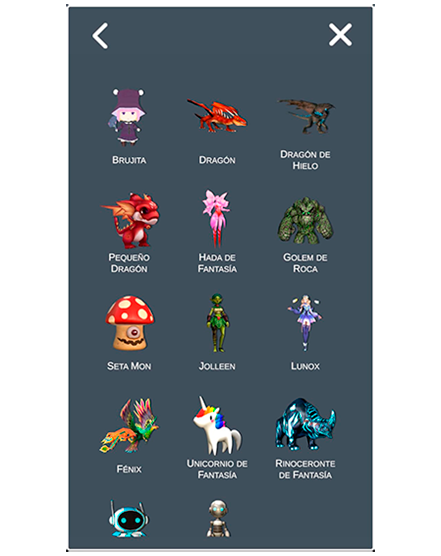 BRUJITA
DRAGÓN
DRAGÓN DE
HIELO
PEQUEÑO
DRAGÓN
HADA DE
FANTASÍA
GOLEM DE
ROCA
SETA MON
JOLLEEN
LUNOX
FÉNIX
UNICORNIO DE
FANTASÍA
RINOCERONTE
DE FANTASÍA